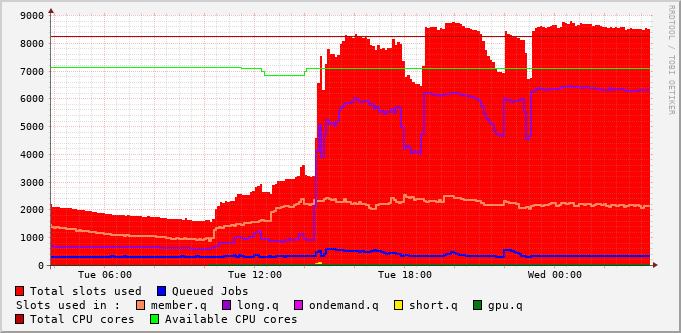 9000
8000
7000
6000
5000
4000
3000
2000
1000
0
Tue 06:00 Tue 12:00 Tue 18:00 Wed 00:00
RRDTOOL / TOBI OETIKER
Total slots used Queued Jobs
Slots used in : member.q long.q ondemand.q short.q gpu.q
Total CPU cores Available CPU cores